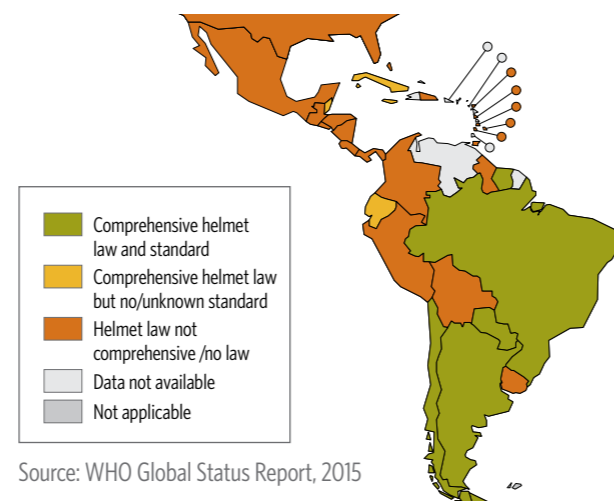 Comprehensive helmet
law and standard
Comprehensive helmet law
but no/unknown standard
Helmet law not
comprehensive /no law
Data not available
Not applicable
Source: WHO Global Status Report, 2015